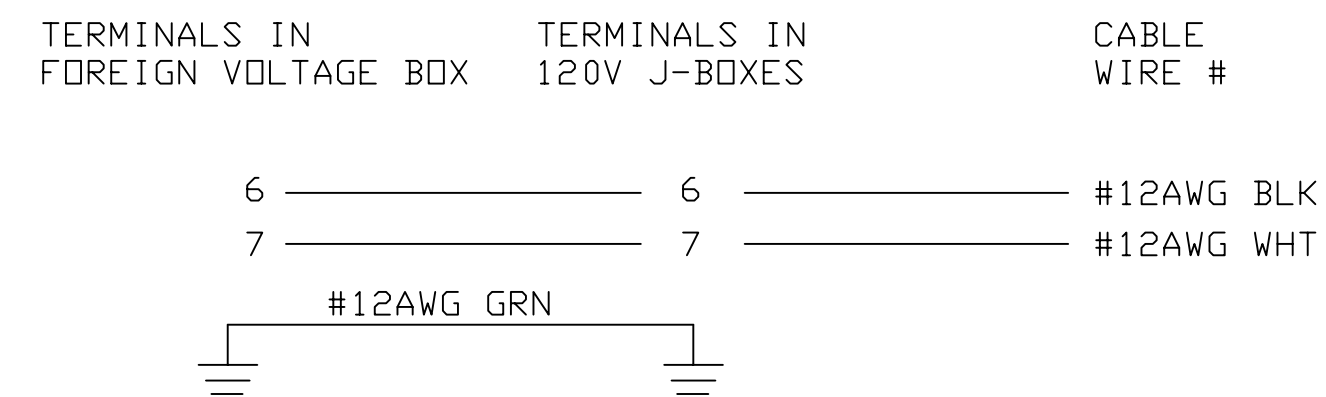 TERMINALS IN TERMINALS IN CABLE
FOREIGN VOLTAGE BOX 120V J-BOXES WIRE #
6 6 #12AWG BLK
7 7 #12AWG WHT
#12AWG GRN